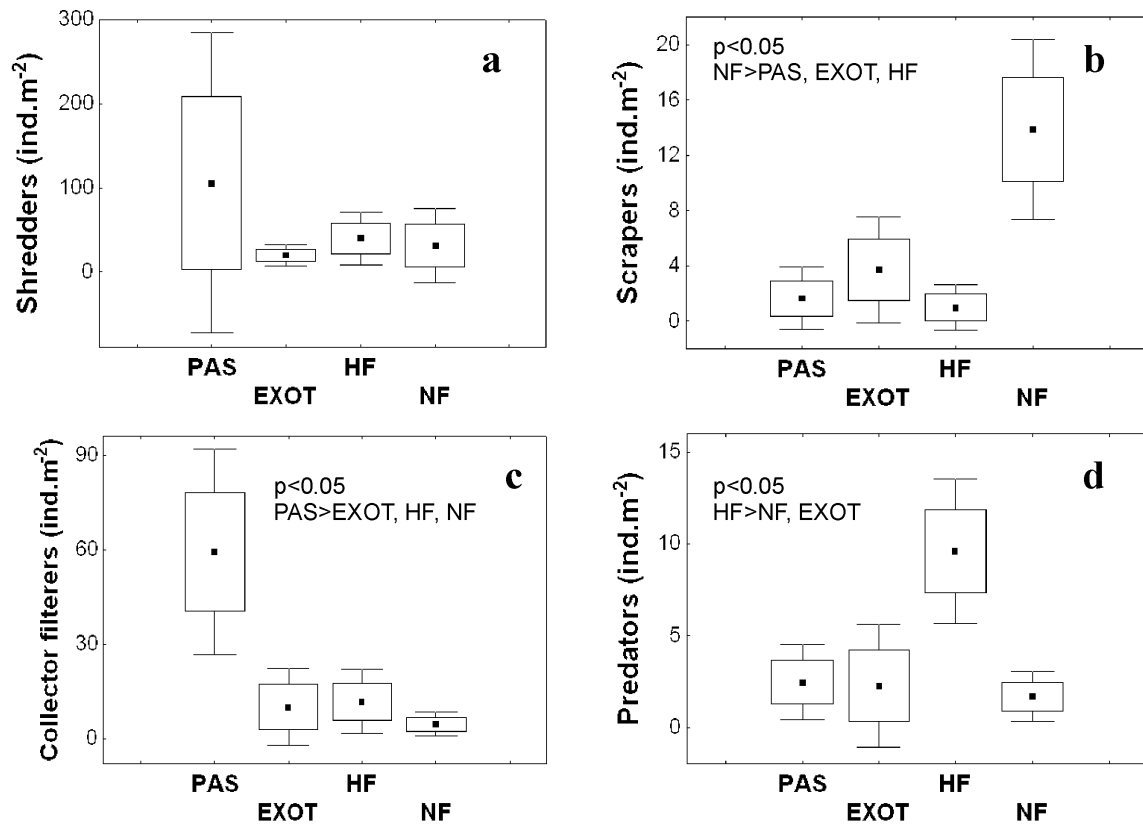 a
Shredders (ind.m-2)
300
200
100
0
PAS HF
EXOT NF
b
p<0.05
NF>PAS, EXOT, HF
Scrapers (ind.m-2)
20
16
12
8
4
0
PAS HF
EXOT NF
c
p<0.05
PAS>EXOT, HF, NF
Collector filterers (ind.m-2)
90
60
30
0
PAS HF
EXOT NF
d
p<0.05
HF>NF, EXOT
Predators (ind.m-2)
15
10
5
0
PAS HF
EXOT NF